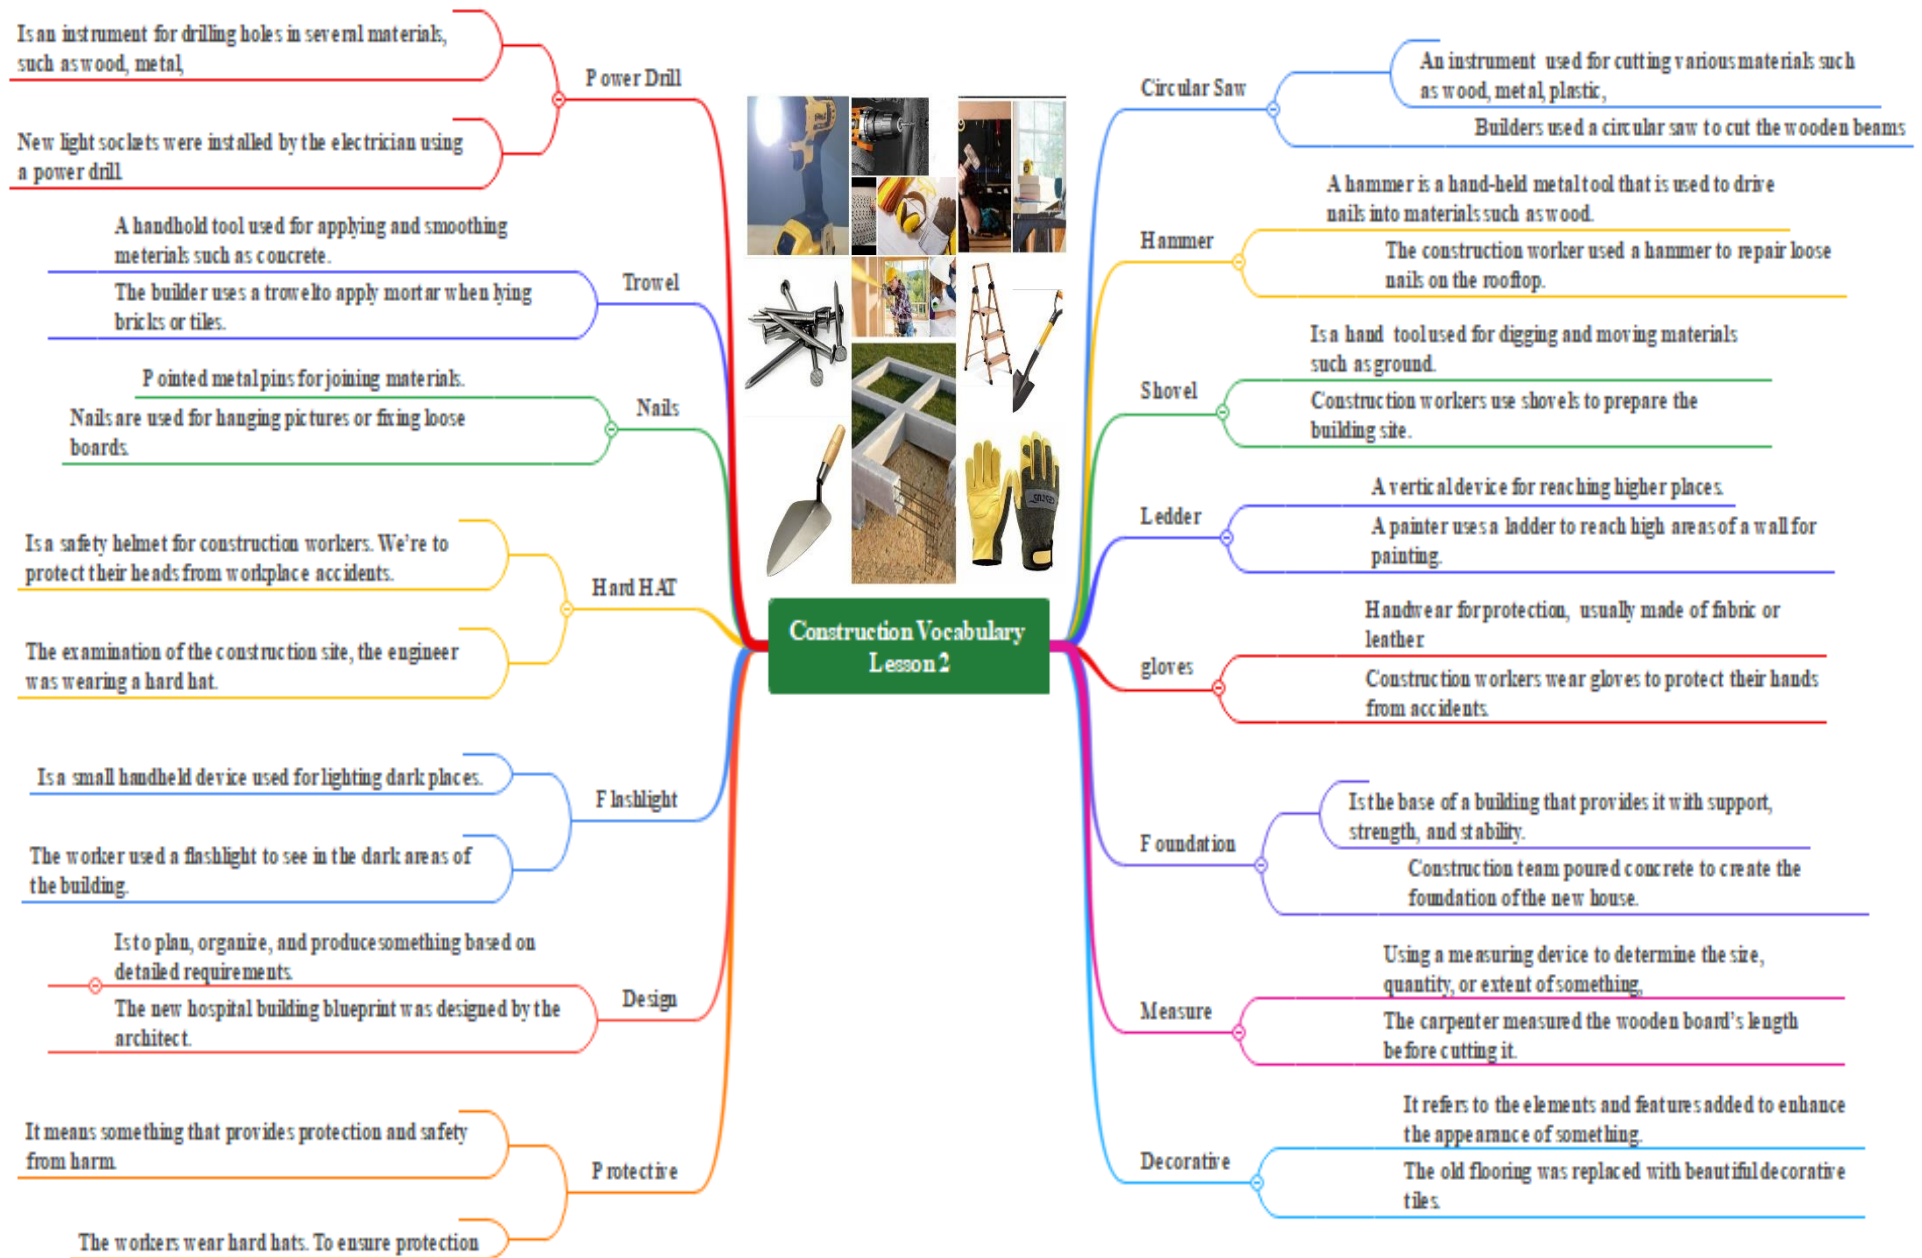 Construction Vocabulary
Lesson 2
Power Drill
Is an instrument for drilling holes in several materials,
such as wood, metal,
New light sockets were installed by the electrician using
a power drill.
Trowel
A handhold tool used for applying and smoothing
meterials such as concrete.
The builder uses a trowel to apply mortar when lying
bricks or tiles.
Nails
Pointed metal pins for joining materials.
Nails are used for hanging pictures or fixing loose
boards.
Hard HAT
Is a safety helmet for construction workers. We're to
protect their heads from workplace accidents.
The examination of the construction site, the engineer
was wearing a hard hat.
Flashlight
Is a small handheld device used for lighting dark places.
The worker used a flashlight to see in the dark areas of
the building.
Design
Is to plan, organize, and produce something based on
detailed requirements.
The new hospital building blueprint was designed by the
architect.
Protective
It means something that provides protection and safety
from harm.
The workers wear hard hats. To ensure protection
Circular Saw
An instrument used for cutting various materials such
as wood, metal, plastic,
Builders used a circular saw to cut the wooden beams
Hammer
A hammer is a hand-held metal tool that is used to drive
nails into materials such as wood.
The construction worker used a hammer to repair loose
nails on the rooftop.
Shovel
Is a hand tool used for digging and moving materials
such as ground.
Construction workers use shovels to prepare the
building site.
Ledder
A vertical device for reaching higher places.
A painter uses a ladder to reach high areas of a wall for
painting.
gloves
Handwear for protection, usually made of fabric or
leather.
Construction workers wear gloves to protect their hands
from accidents.
Foundation
Is the base of a building that provides it with support,
strength, and stability.
Construction team poured concrete to create the
foundation of the new house.
Measure
Using a measuring device to determine the size,
quantity, or extent of something,
The carpenter measured the wooden board's length
before cutting it.
Decorative
It refers to the elements and features added to enhance
the appearance of something.
The old flooring was replaced with beautiful decorative
tiles.